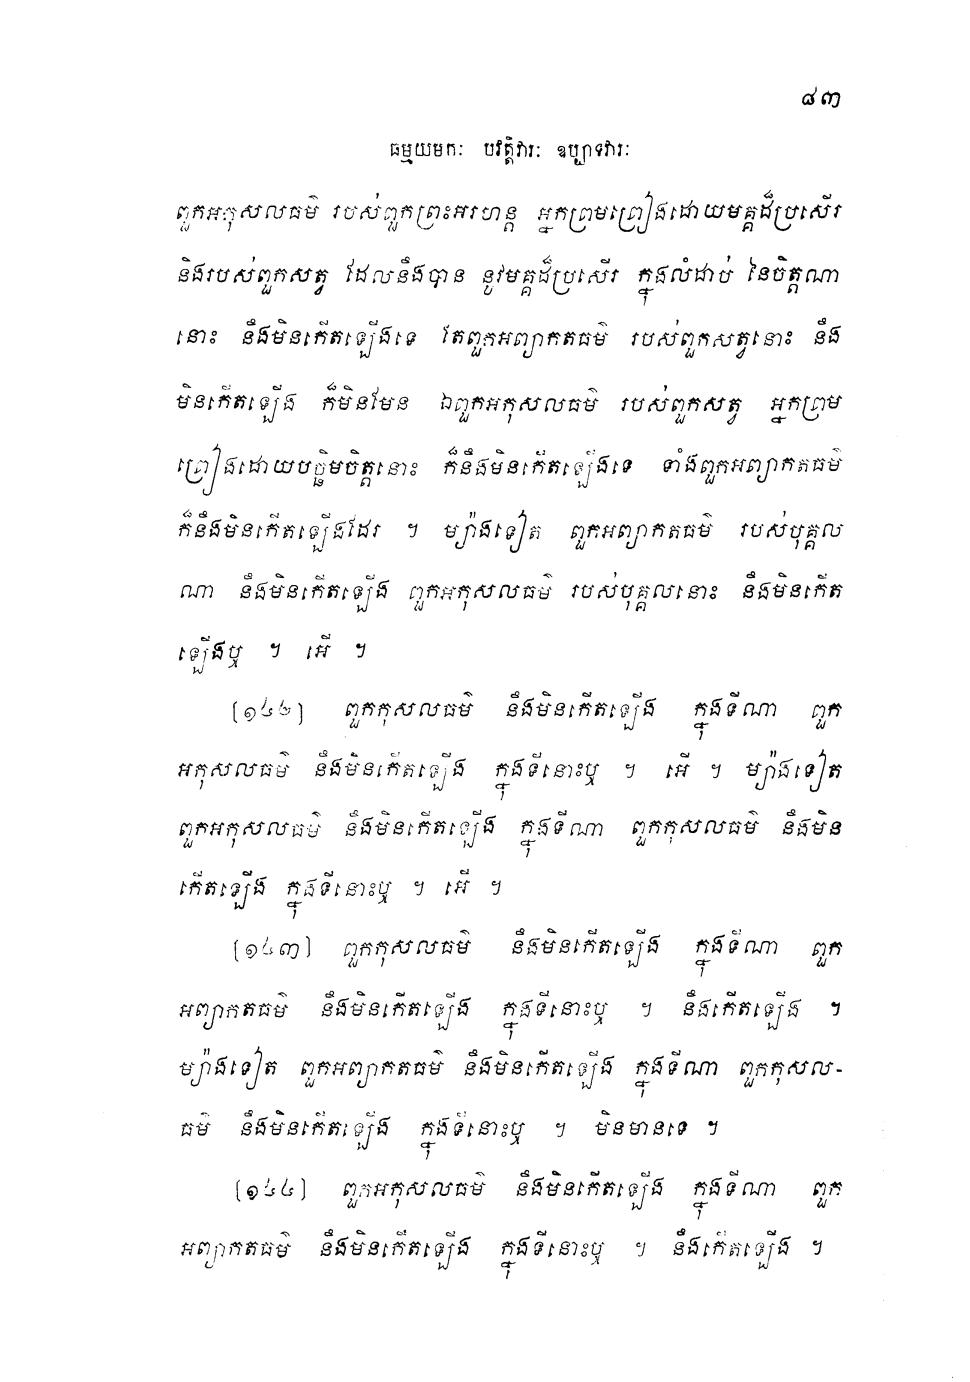 ៨៣
ធម្មយមកៈ បវត្តិវារៈ ឧប្បាទវារៈ
ពួកអកុសលធម៌ របស់ពួកព្រះអរហន្ត អ្នកព្រមព្រៀងដោយមគ្គដ៏ប្រសើរ
និងរបស់ពួកសត្វ ដែលនឹងបាន នូវមគ្គដ៏ប្រសើរ ក្នុងលំដាប់ នៃចិត្តណា
នោះ នឹងមិនកើតឡើងទេ តែពួកអព្យាកតធម៌ របស់ពួកសត្វនោះ នឹង
មិនកើតឡើង ក៏មិនមែន ឯពួកអកុសលធម៌ របស់ពួកសត្វ អ្នកព្រម
ព្រៀងដោយបច្ឆិមចិត្តនោះ ក៏នឹងមិនកើតឡើងទេ ទាំងពួកអព្យាកតធម៌
ក៏នឹងមិនកើតឡើងដែរ ។ ម្យ៉ាងទៀត ពួកអព្យាកតធម៌ របស់បុគ្គល
ណា នឹងមិនកើតឡើង ពួកអកុសលធម៌ របស់បុគ្គលនោះ នឹងមិនកើត
ឡើងឬ ។ អើ ។
[១៤២] ពួកកុសលធម៌ នឹងមិនកើតឡើង ក្នុងទីណា ពួក
អកុសលធម៌ នឹងមិនកើតឡើង ក្នុងទីនោះឬ ។ អើ ។ ម្យ៉ាងទៀត
ពួកអកុសលធម៌ នឹងមិនកើតឡើង ក្នុងទីណា ពួកកុសលធម៌ នឹងមិន
កើតឡើង ក្នុងទីនោះឬ ។ អើ ។
[១៤៣] ពួកកុសលធម៌ នឹងមិនកើតឡើង ក្នុងទីណា ពួក
អព្យាកតធម៌ នឹងមិនកើតឡើង ក្នុងទីនោះឬ ។ នឹងកើតឡើង ។
ម្យ៉ាងទៀត ពួកអព្យាកតធម៌ នឹងមិនកើតឡើង ក្នុងទីណា ពួកកុសល-
ធម៌ នឹងមិនកើតឡើង ក្នុងទីនោះឬ ។ មិនមានទេ ។
[១៤៤] ពួកអកុសលធម៌ នឹងមិនកើតឡើង ក្នុងទីណា ពួក
អព្យាកតធម៌ នឹងមិនកើតឡើង ក្នុងទីនោះឬ ។ នឹងកើតឡើង ។